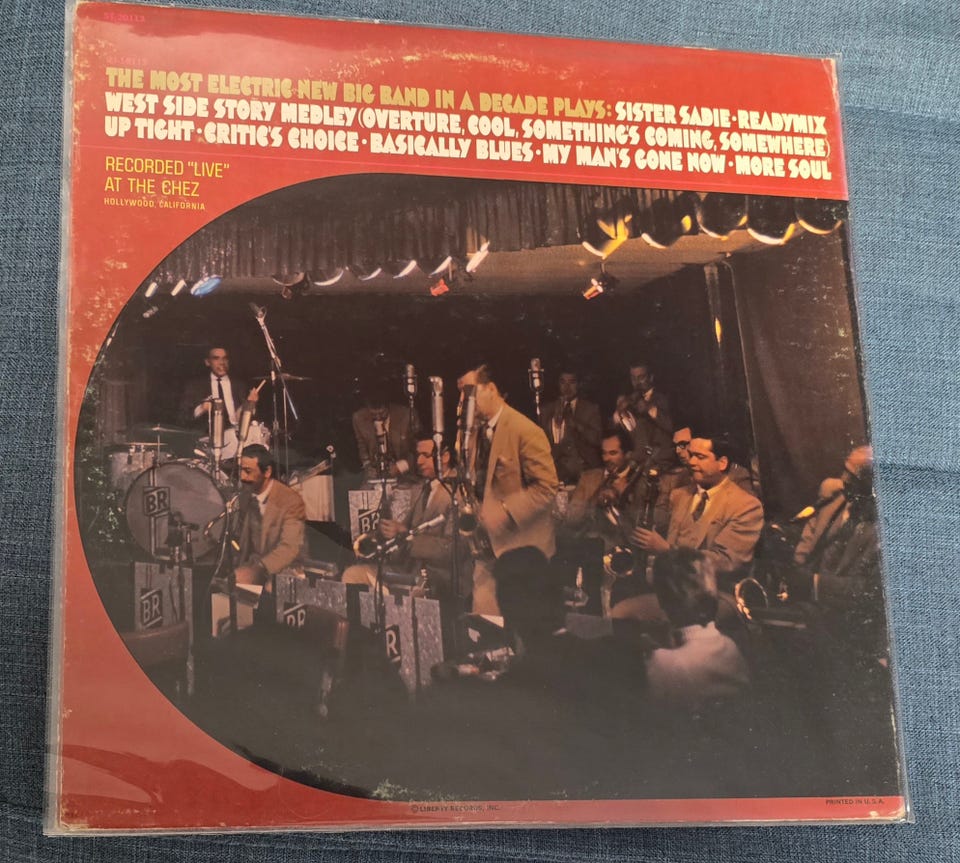 ST-20113
THE MOST ELECTRIC NEW BIG BAND IN A DECADE PLAYS: SISTER SADIE • READYMIX
WEST SIDE STORY MEDLEY (OVERTURE, COOL, SOMETHING'S COMING, SOMEWHERE)
UP TIGHT • CRITIC'S CHOICE • BASICALLY BLUES • MY MAN'S GONE NOW • MORE SOUL
RECORDED "LIVE"
AT THE CHEZ
HOLLYWOOD, CALIFORNIA
BR
BR
BR
BR
BR
© LIBERTY RECORDS, INC.
PRINTED IN U.S.A.